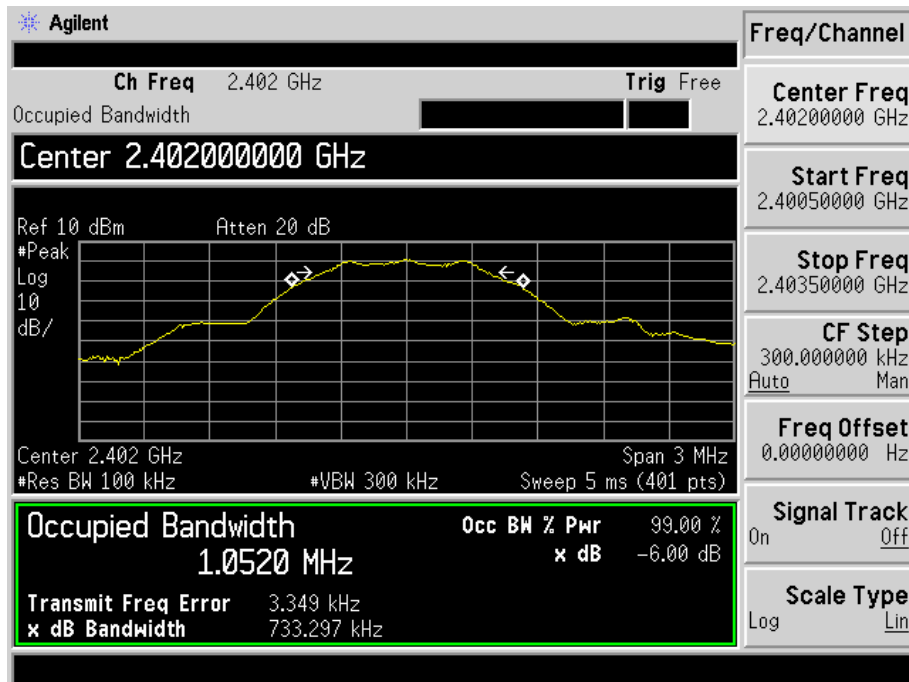 Agilent
Ch Freq 2.402 GHz Trig Free
Occupied Bandwidth
Center 2.402000000 GHz
Ref 10 dBm Atten 20 dB
#Peak
Log
10
dB/
Center 2.402 GHz Span 3 MHz
#Res BW 100 kHz #VBW 300 kHz Sweep 5 ms (401 pts)
Occupied Bandwidth Occ BW % Pwr 99.00 %
1.0520 MHz x dB -6.00 dB
Transmit Freq Error 3.349 kHz
x dB Bandwidth 733.297 kHz
Freq/Channel
Center Freq
2.40200000 GHz
Start Freq
2.40050000 GHz
Stop Freq
2.40350000 GHz
CF Step
300.000000 kHz
Auto Man
Freq Offset
0.00000000 Hz
Signal Track
On Off
Scale Type
Log Lin